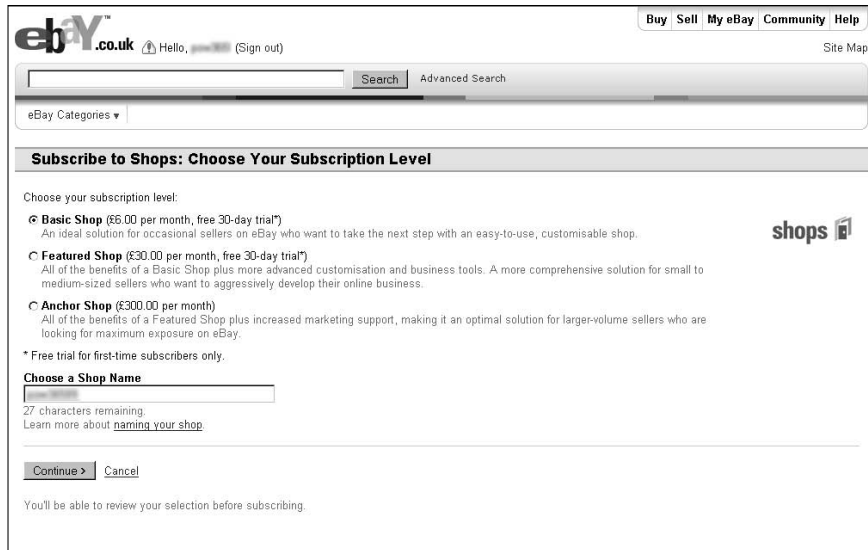 Buy Sell My eBay Community Help
ebaY™.co.uk Hello, (Sign out)
Site Map
Search Advanced Search
eBay Categories
Subscribe to Shops: Choose Your Subscription Level
Choose your subscription level:
Basic Shop (£6.00 per month, free 30-day trial*)
An ideal solution for occasional sellers on eBay who want to take the next step with an easy-to-use, customisable shop.
shops
Featured Shop (£30.00 per month, free 30-day trial*)
All of the benefits of a Basic Shop plus more advanced customisation and business tools. A more comprehensive solution for small to
medium-sized sellers who want to aggressively develop their online business.
Anchor Shop (£300.00 per month)
All of the benefits of a Featured Shop plus increased marketing support, making it an optimal solution for larger-volume sellers who are
looking for maximum exposure on eBay.
* Free trial for first-time subscribers only.
Choose a Shop Name
27 characters remaining.
Learn more about naming your shop.
Continue > Cancel
You'll be able to review your selection before subscribing.